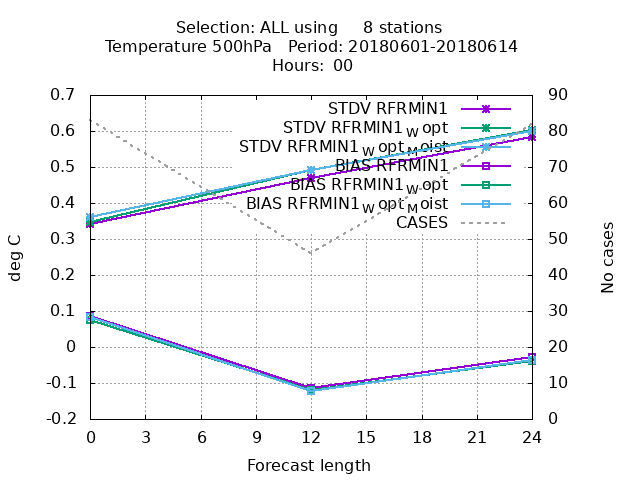 Selection: ALL using 8 stations
Temperature 500hPa Period: 20180601-20180614
Hours: 00
0.7
0.6
0.5
0.4
0.3
0.2
0.1
0
-0.1
-0.2
deg C
STDV RFRMIN1
STDV RFRMIN1_W opt
STDV RFRMIN1_W opt_M oist
BIAS RFRMIN1
BIAS RFRMIN1_W opt
BIAS RFRMIN1_W opt_M oist
CASES
90
80
70
60
50
40
30
20
10
0
No cases
0 3 6 9 12 15 18 21 24
Forecast length